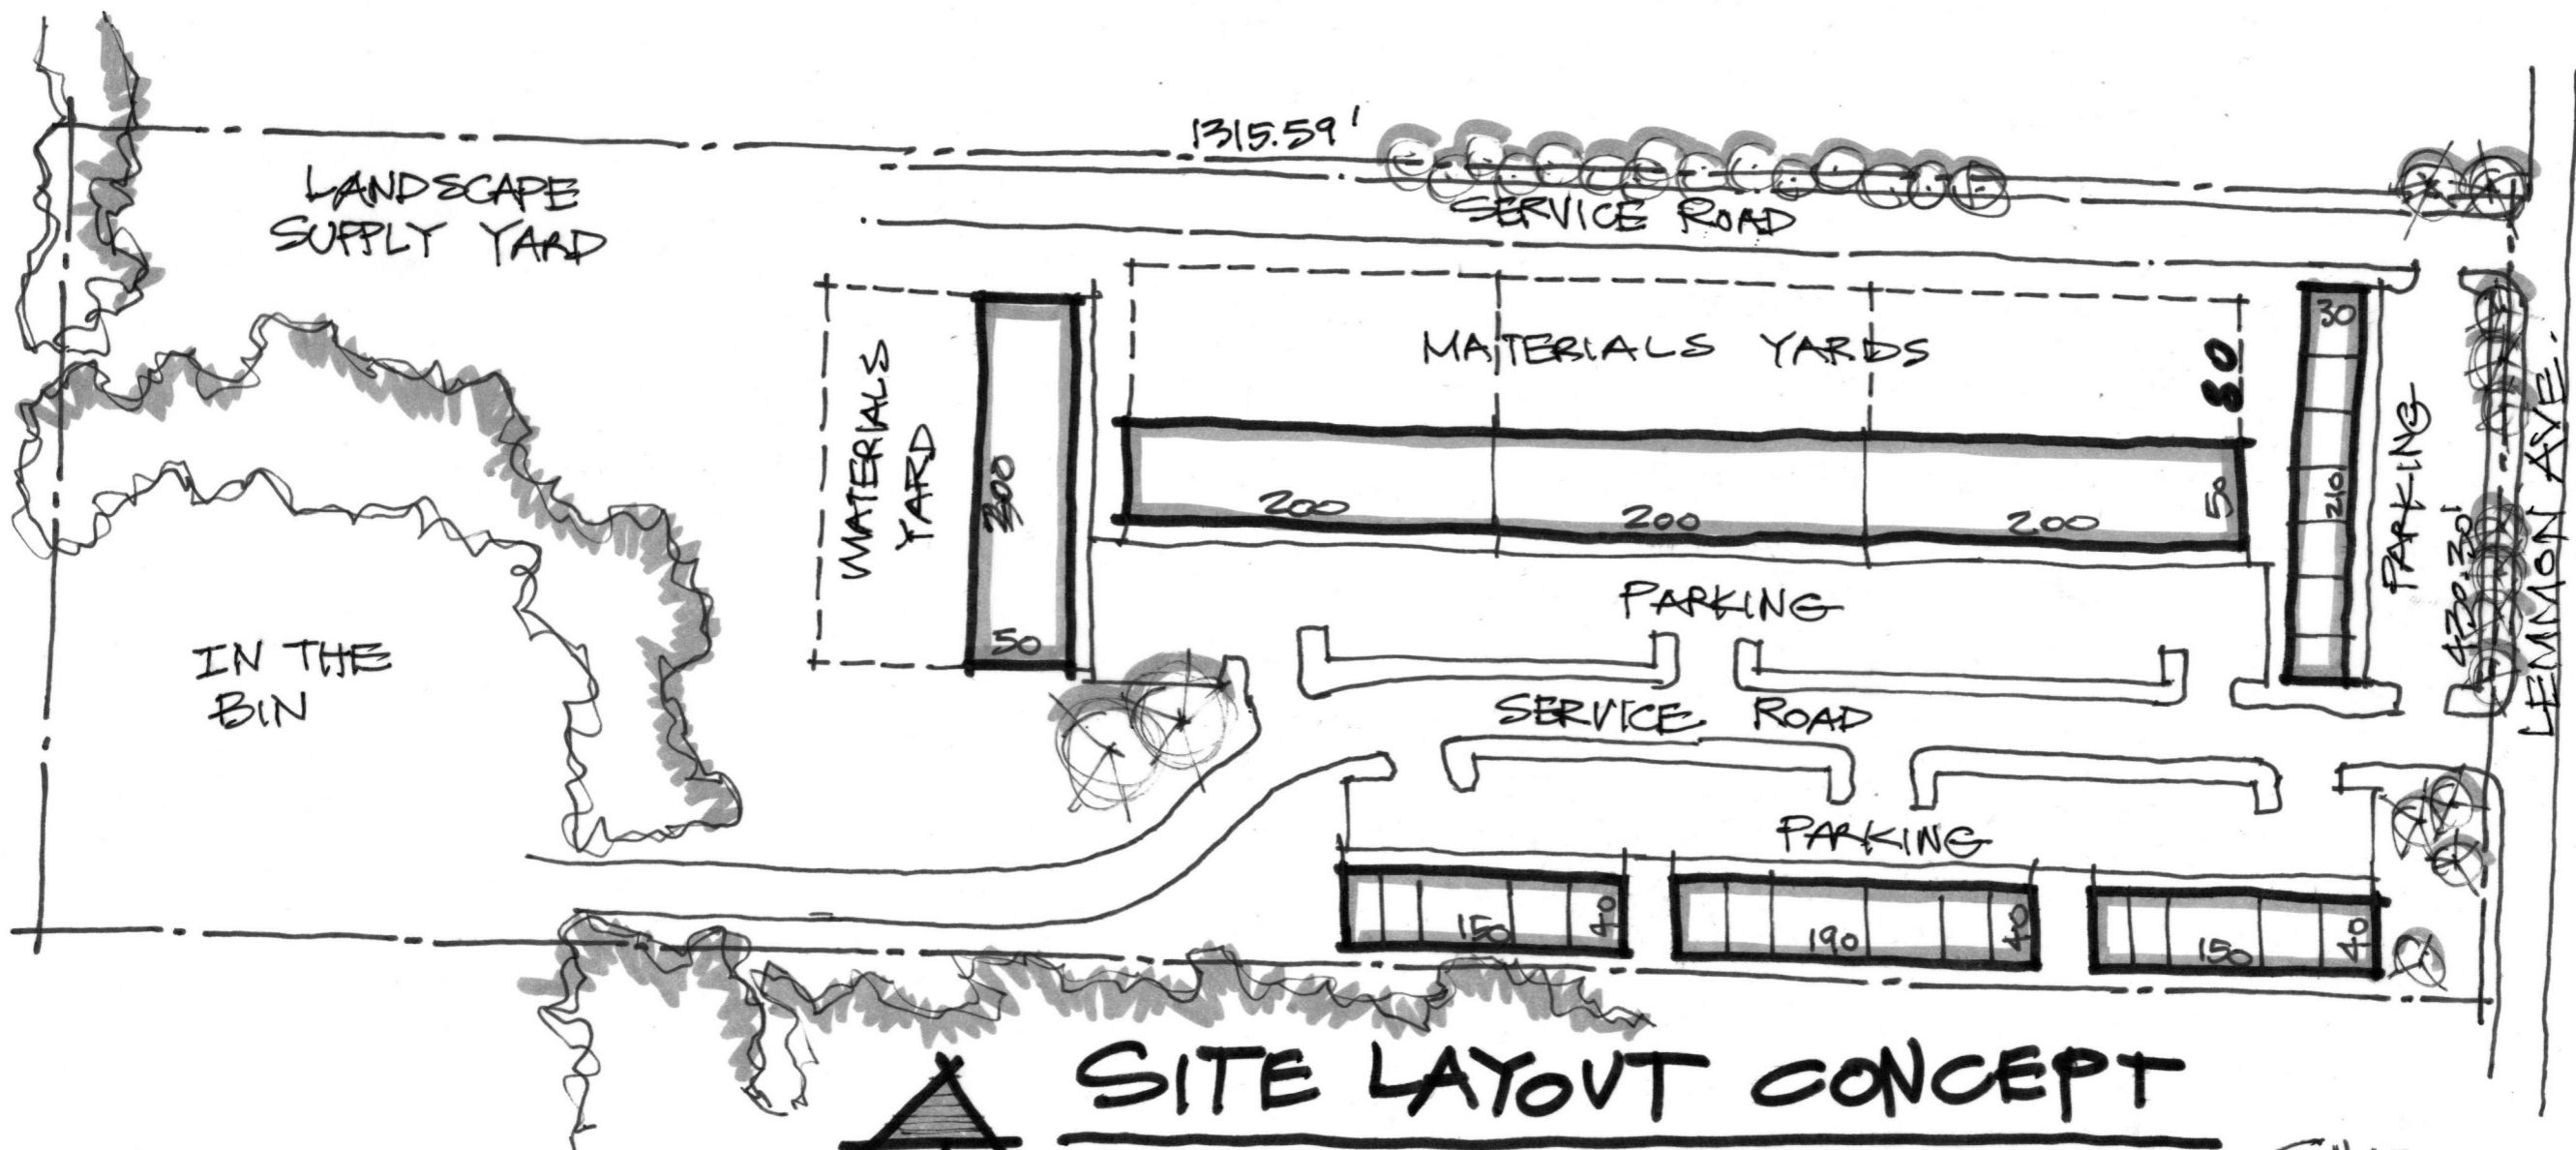 1315.59'
LANDSCAPE
SUPPLY YARD
SERVICE ROAD
MATERIALS
YARD
50
MATERIALS YARDS
80
200
200
200
50
30
210
PARKING
430.30'
LEMMON AVE.
PARKING
IN THE
BIN
SERVICE ROAD
PARKING
150
40
190
40
150
40
SITE LAYOUT CONCEPT